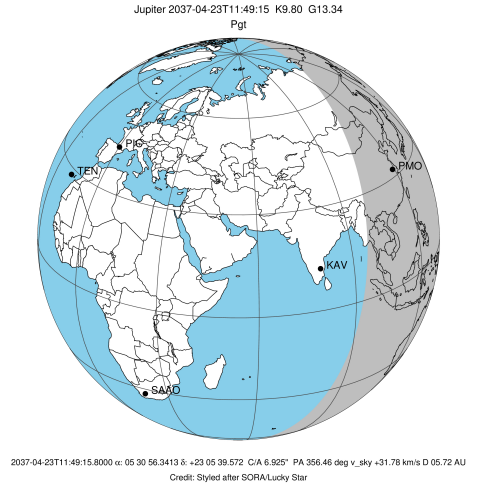 Jupiter 2037-04-23T11:49:15 K9.80 G13.34
Pgt
PIC
TEN
PMO
KAV
SAAO
2037-04-23T11:49:15.8000 α: 05 30 56.3413 δ: +23 05 39.572 C/A 6.925" PA 356.46 deg v_sky +31.78 km/s D 05.72 AU
Credit: Styled after SORA/Lucky Star